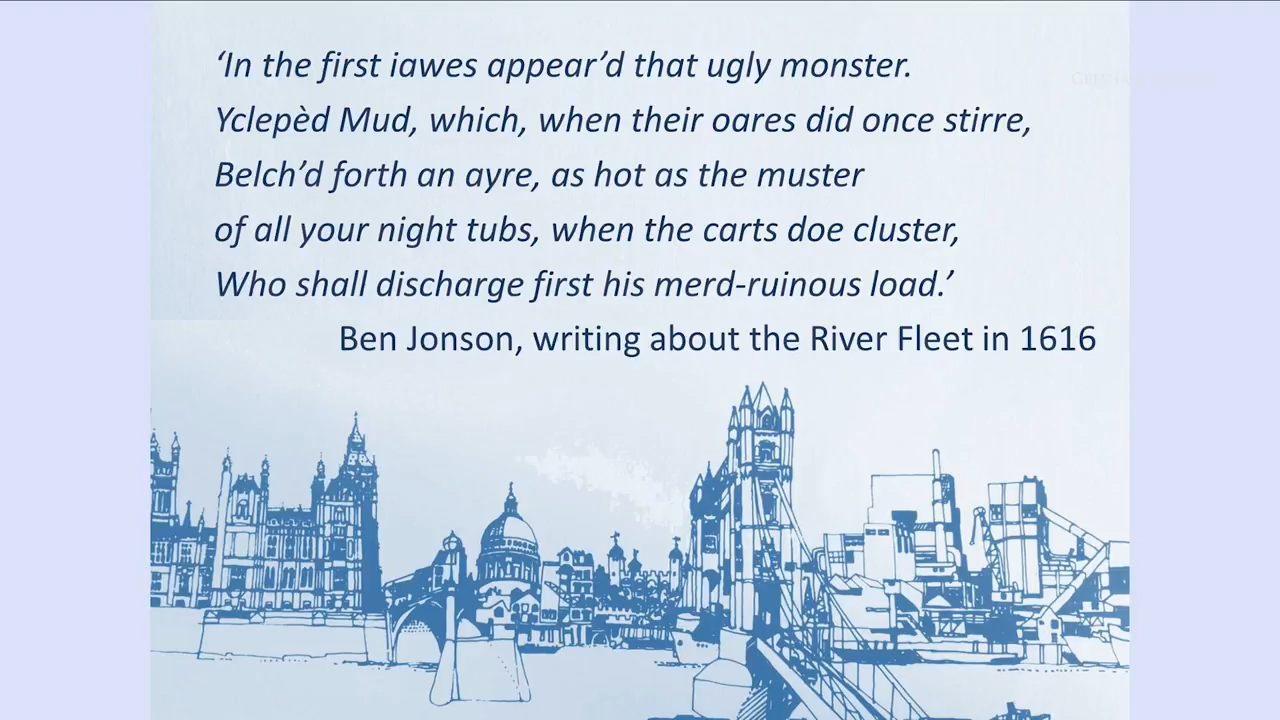 ‘In the first iawes appear’d that ugly monster.
Yclepèd Mud, which, when their oares did once stirre,
Belch’d forth an ayre, as hot as the muster
of all your night tubs, when the carts doe cluster,
Who shall discharge first his merd-ruinous load.’
Ben Jonson, writing about the River Fleet in 1616